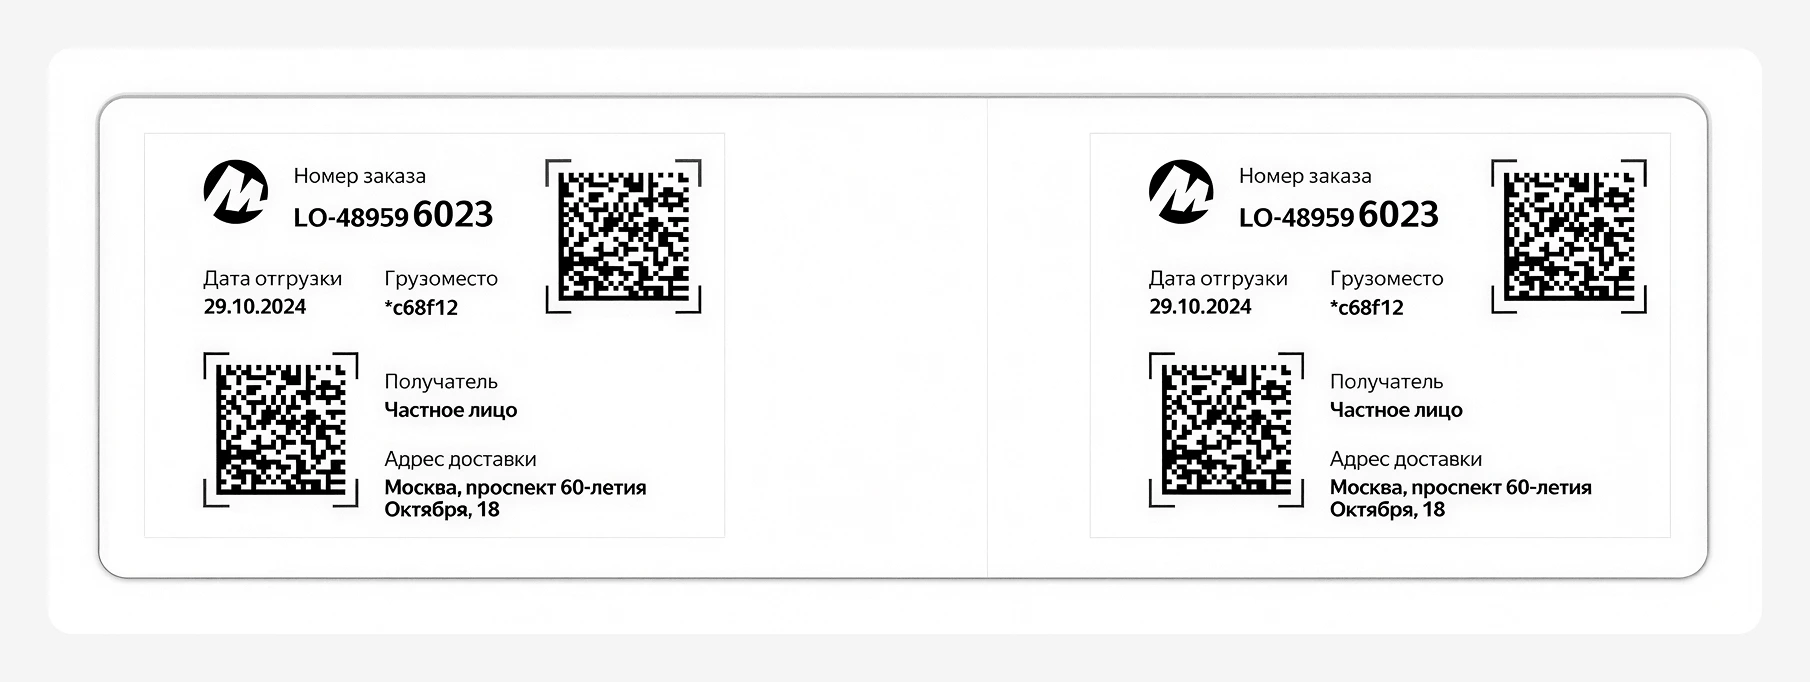 Номер заказа
LO-48959 6023
Дата отгрузки
29.10.2024
Грузоместо
*c68f12
Получатель
Частное лицо
Адрес доставки
Москва, проспект 60-летия
Октября, 18
Номер заказа
LO-48959 6023
Дата отгрузки
29.10.2024
Грузоместо
*c68f12
Получатель
Частное лицо
Адрес доставки
Москва, проспект 60-летия
Октября, 18